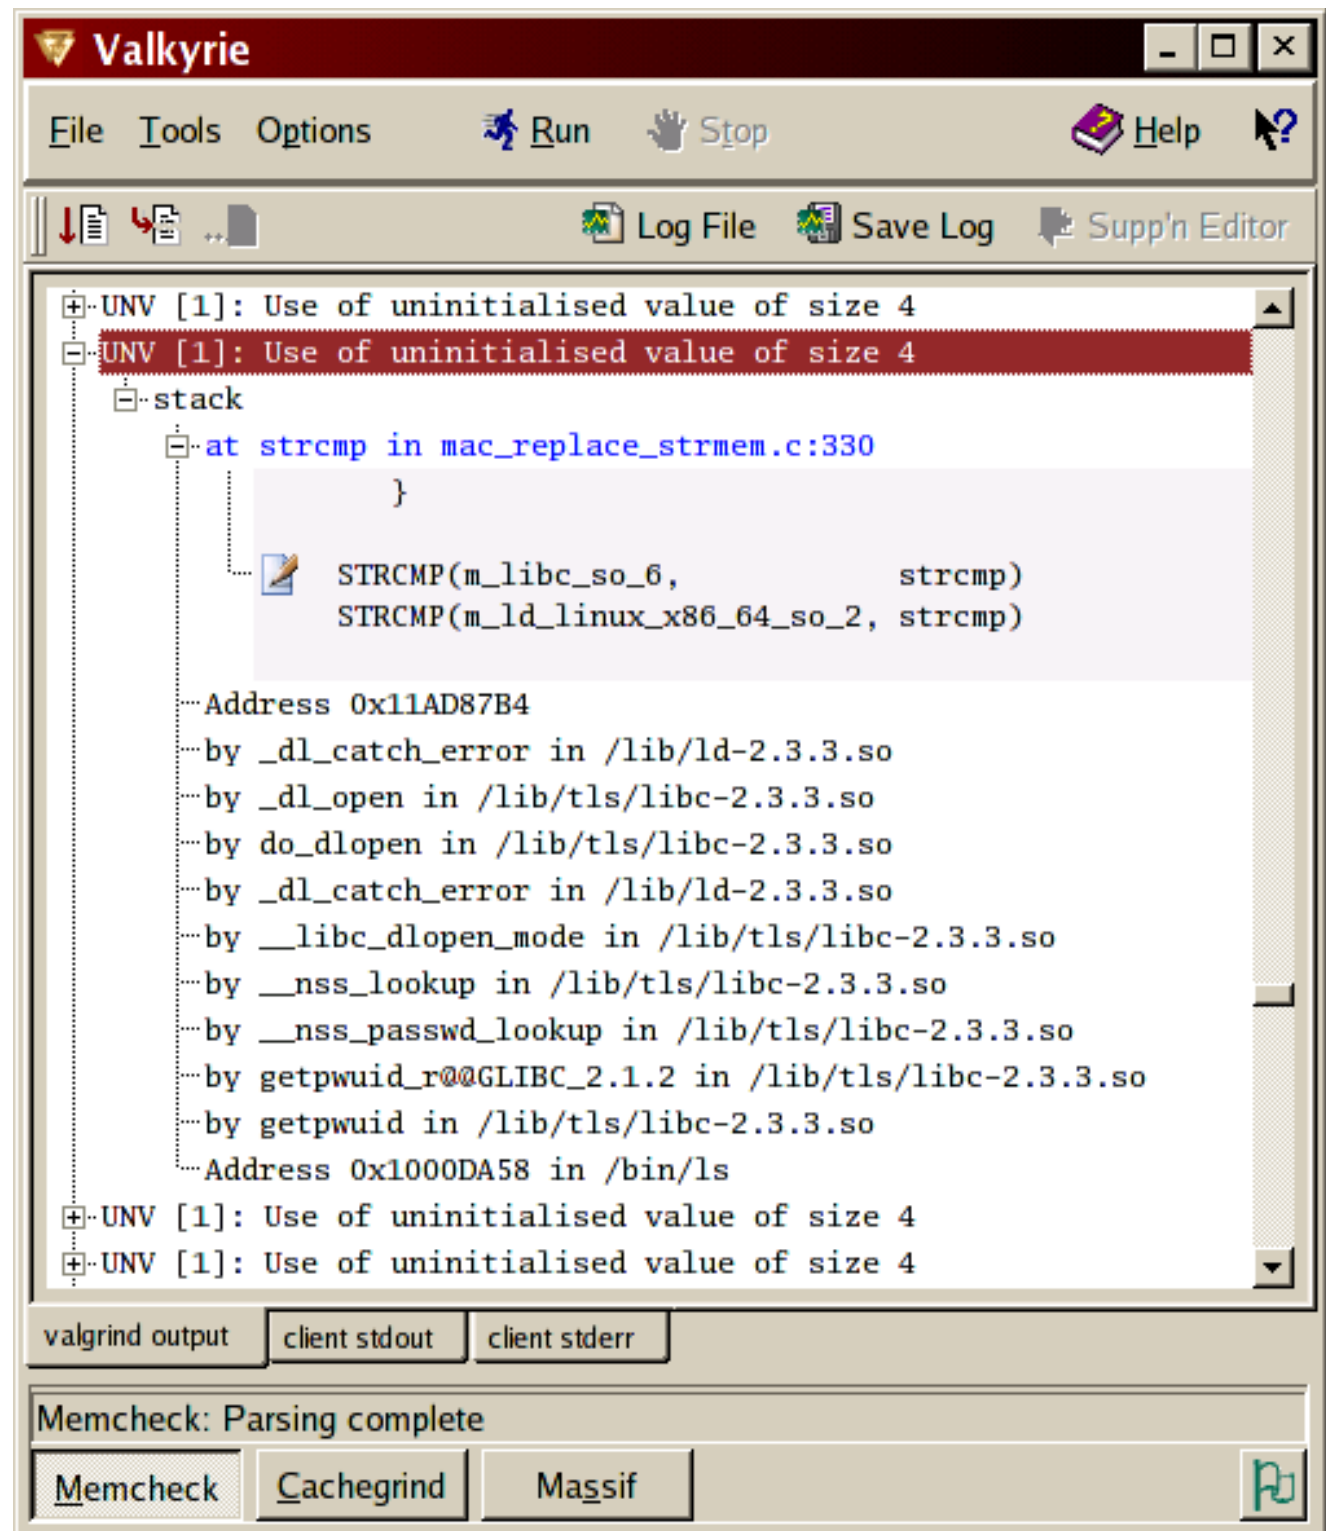 Valkyrie
File Tools Options Run Stop Help
Log File Save Log Supp'n Editor
UNV [1]: Use of uninitialised value of size 4
UNV [1]: Use of uninitialised value of size 4
stack
at strcmp in mac_replace_strmem.c:330
}
STRCMP(m_libc_so_6, strcmp)
STRCMP(m_ld_linux_x86_64_so_2, strcmp)
Address 0x11AD87B4
by _dl_catch_error in /lib/ld-2.3.3.so
by _dl_open in /lib/tls/libc-2.3.3.so
by do_dlopen in /lib/tls/libc-2.3.3.so
by _dl_catch_error in /lib/ld-2.3.3.so
by __libc_dlopen_mode in /lib/tls/libc-2.3.3.so
by __nss_lookup in /lib/tls/libc-2.3.3.so
by __nss_passwd_lookup in /lib/tls/libc-2.3.3.so
by getpwuid_r@@GLIBC_2.1.2 in /lib/tls/libc-2.3.3.so
by getpwuid in /lib/tls/libc-2.3.3.so
Address 0x1000DA58 in /bin/ls
UNV [1]: Use of uninitialised value of size 4
UNV [1]: Use of uninitialised value of size 4
valgrind output client stdout client stderr
Memcheck: Parsing complete
Memcheck Cachegrind Massif